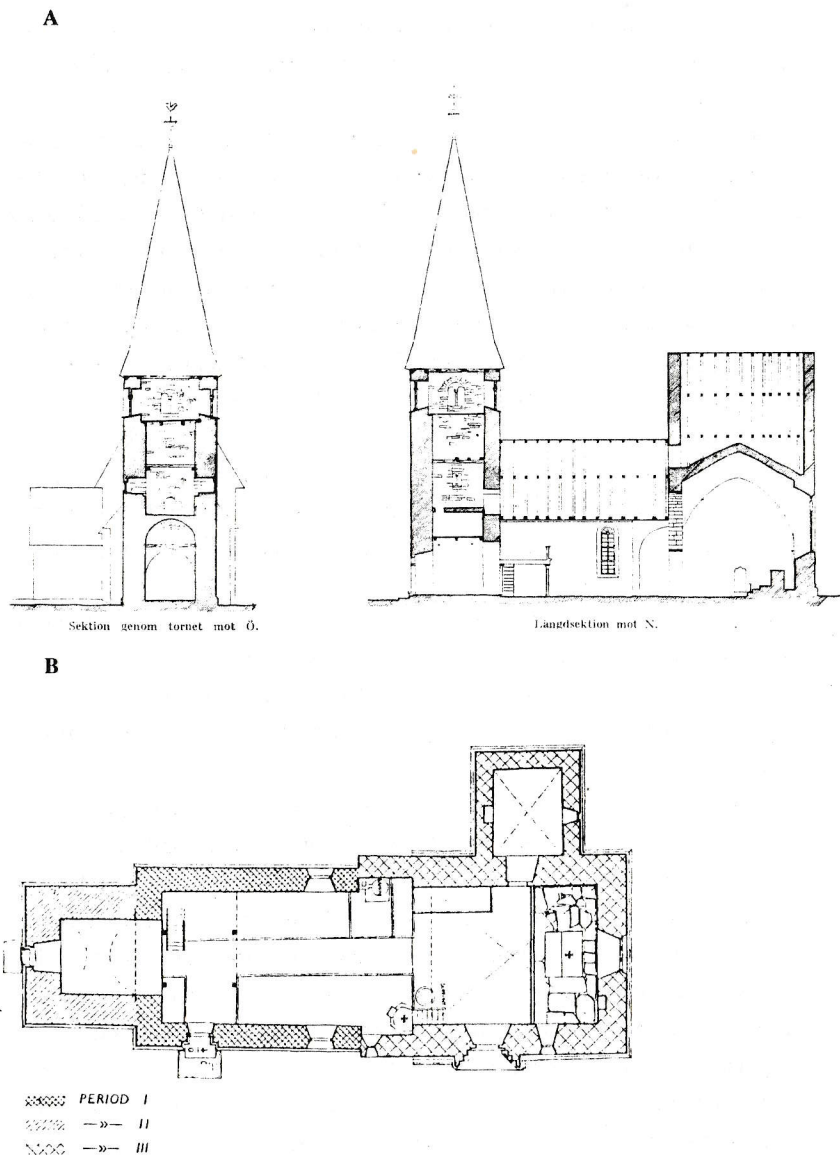 A
Sektion genom tornet mot Ö.
Längdsektion mot N.
B
PERIOD I
—»— II
—»— III